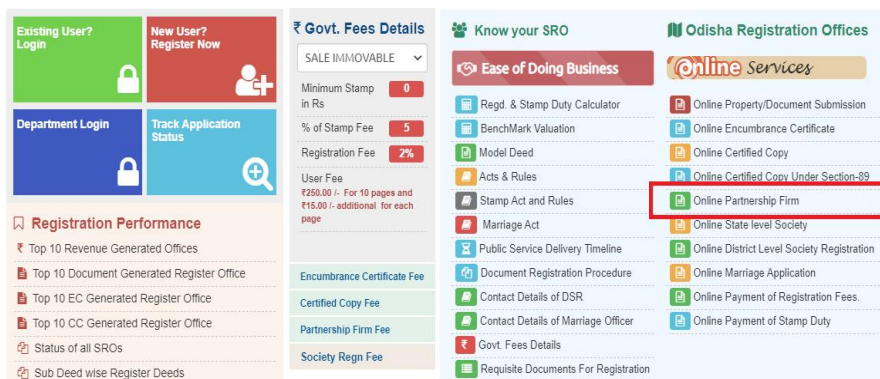 Existing User?
Login
New User?
Register Now
Department Login
Track Application
Status
Registration Performance
₹ Top 10 Revenue Generated Offices
Top 10 Document Generated Register Office
Top 10 EC Generated Register Office
Top 10 CC Generated Register Office
Status of all SROs
Sub Deed wise Register Deeds
₹ Govt. Fees Details
SALE IMMOVABLE
Minimum Stamp 0
in Rs
% of Stamp Fee 5
Registration Fee 2%
User Fee
₹250.00 /- For 10 pages and
₹15.00 /- additional for each
page
Encumbrance Certificate Fee
Certified Copy Fee
Partnership Firm Fee
Society Regn Fee
Know your SRO
Ease of Doing Business
Regd. & Stamp Duty Calculator
BenchMark Valuation
Model Deed
Acts & Rules
Stamp Act and Rules
Marriage Act
Public Service Delivery Timeline
Document Registration Procedure
Contact Details of DSR
Contact Details of Marriage Officer
₹ Govt. Fees Details
Requisite Documents For Registration
Odisha Registration Offices
Online Services
Online Property/Document Submission
Online Encumbrance Certificate
Online Certified Copy
Online Certified Copy Under Section-89
Online Partnership Firm
Online State level Society
Online District Level Society Registration
Online Marriage Application
Online Payment of Registration Fees.
Online Payment of Stamp Duty